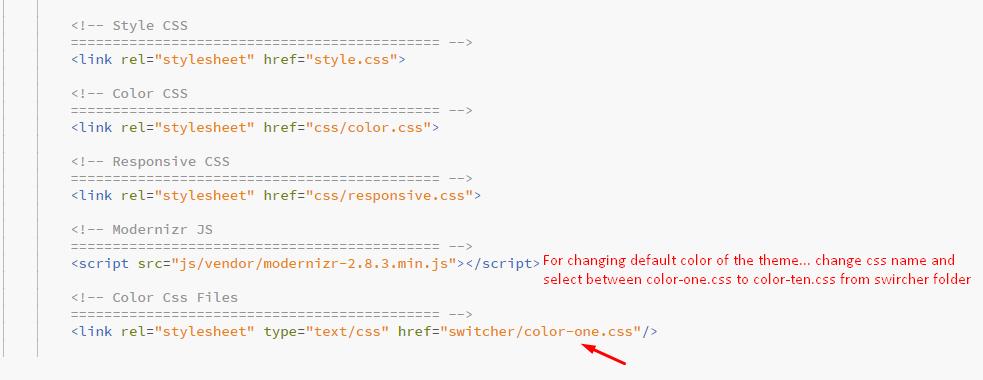 <!-- Style CSS
============================================ -->
<link rel="stylesheet" href="style.css">
<!-- Color CSS
============================================ -->
<link rel="stylesheet" href="css/color.css">
<!-- Responsive CSS
============================================ -->
<link rel="stylesheet" href="css/responsive.css">
<!-- Modernizr JS
============================================ -->
<script src="js/vendor/modernizr-2.8.3.min.js"></script>
For changing default color of the theme... change css name and
select between color-one.css to color-ten.css from swircher folder
<!-- Color Css Files
============================================ -->
<link rel="stylesheet" type="text/css" href="switcher/color-one.css"/>